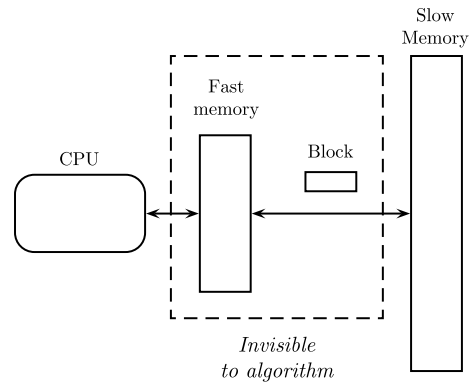 Slow
Memory
Fast
memory
Block
CPU
Invisible
to algorithm